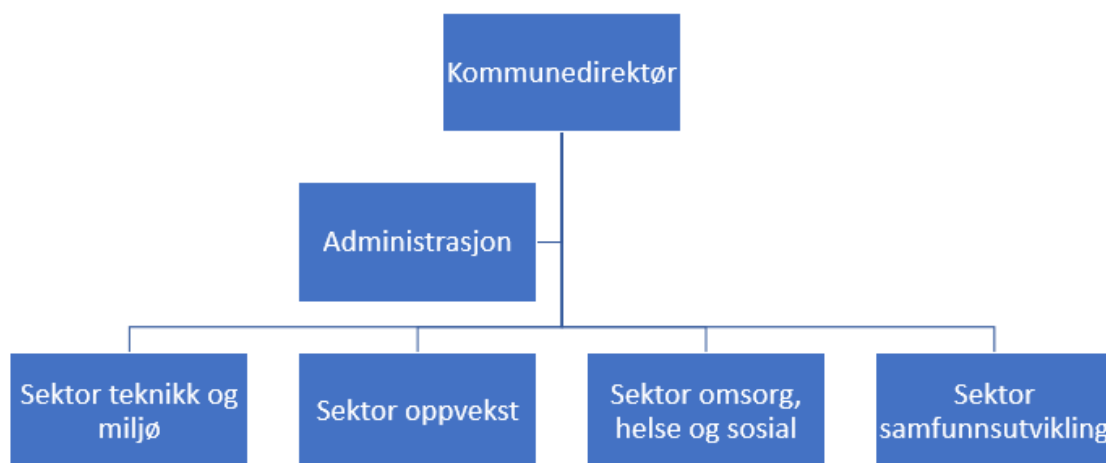 Kommunedirektør
Administrasjon
Sektor teknikk og
miljø
Sektor oppvekst
Sektor omsorg,
helse og sosial
Sektor
samfunnsutvikling